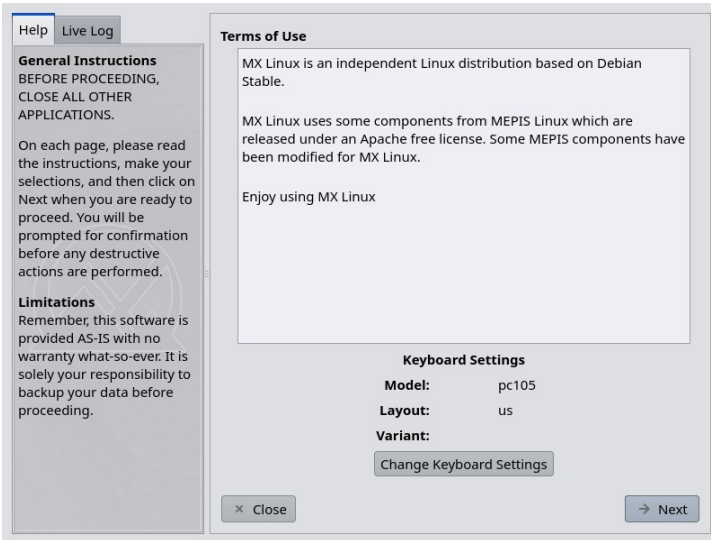 Help
Live Log
General Instructions
BEFORE PROCEEDING,
CLOSE ALL OTHER
APPLICATIONS.
On each page, please read
the instructions, make your
selections, and then click on
Next when you are ready to
proceed. You will be
prompted for confirmation
before any destructive
actions are performed.
Limitations
Remember, this software is
provided AS-IS with no
warranty what-so-ever. It is
solely your responsibility to
backup your data before
proceeding.
Terms of Use
MX Linux is an independent Linux distribution based on Debian
Stable.
MX Linux uses some components from MEPIS Linux which are
released under an Apache free license. Some MEPIS components have
been modified for MX Linux.
Enjoy using MX Linux
Keyboard Settings
Model: pc105
Layout: us
Variant:
Change Keyboard Settings
Close
Next